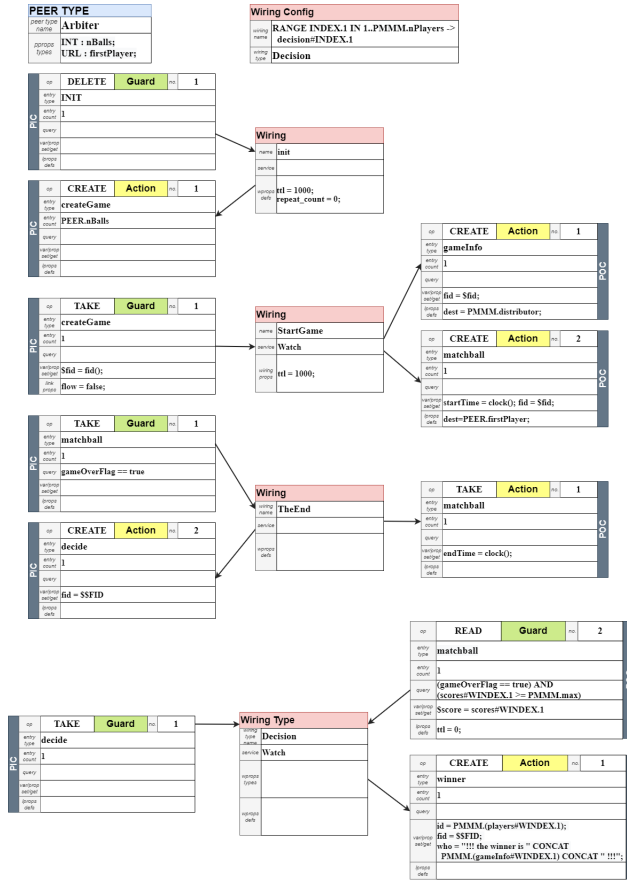 PEER TYPE
peer type name Arbiter
pprops types INT : nBalls;
URL : firstPlayer;
Wiring Config
wiring name RANGE INDEX.1 IN 1..PMMM.nPlayers ->
decision#INDEX.1
wiring type Decision
PIC
op DELETE Guard no. 1
entry type INIT
entry count 1
query
var/prop set/get
lprops defs
Wiring
name init
service
wprops defs ttl = 1000;
repeat_count = 0;
PIC
op CREATE Action no. 1
entry type createGame
entry count PEER.nBalls
query
var/prop set/get
lprops defs
op CREATE Action no. 1
entry type gameInfo
entry count 1
query
var/prop set/get fid = $fid;
lprops defs dest = PMMM.distributor;
POC
PIC
op TAKE Guard no. 1
entry type createGame
entry count 1
query
var/prop set/get $fid = fid();
link props flow = false;
Wiring
name StartGame
service Watch
wiring props ttl = 1000;
op CREATE Action no. 2
entry type matchball
entry count 1
query
var/prop set/get startTime = clock(); fid = $fid;
lprops defs dest=PEER.firstPlayer;
POC
PIC
op TAKE Guard no. 1
entry type matchball
entry count 1
query gameOverFlag == true
var/prop set/get
lprops defs
Wiring
wiring name TheEnd
service
wprops defs
op TAKE Action no. 1
entry type matchball
entry count 1
query
var/prop set/get endTime = clock();
lprops defs
POC
PIC
op CREATE Action no. 2
entry type decide
entry count 1
query
var/prop set/get fid = $$FID
lprops defs
op READ Guard no. 2
entry type matchball
entry count 1
query (gameOverFlag == true) AND
(scores#WINDEX.1 >= PMMM.max)
var/prop set/get $score = scores#WINDEX.1
lprops defs ttl = 0;
PIC
op TAKE Guard no. 1
entry type decide
entry count 1
query
var/prop set/get
lprops defs
Wiring Type
wiring type name Decision
service Watch
wprops types
wprops defs
op CREATE Action no. 1
entry type winner
entry count 1
query
var/prop set/get id = PMMM.(players#WINDEX.1);
fid = $$FID;
who = "!!! the winner is " CONCAT
PMMM.(gameInfo#WINDEX.1) CONCAT " !!!";
lprops defs